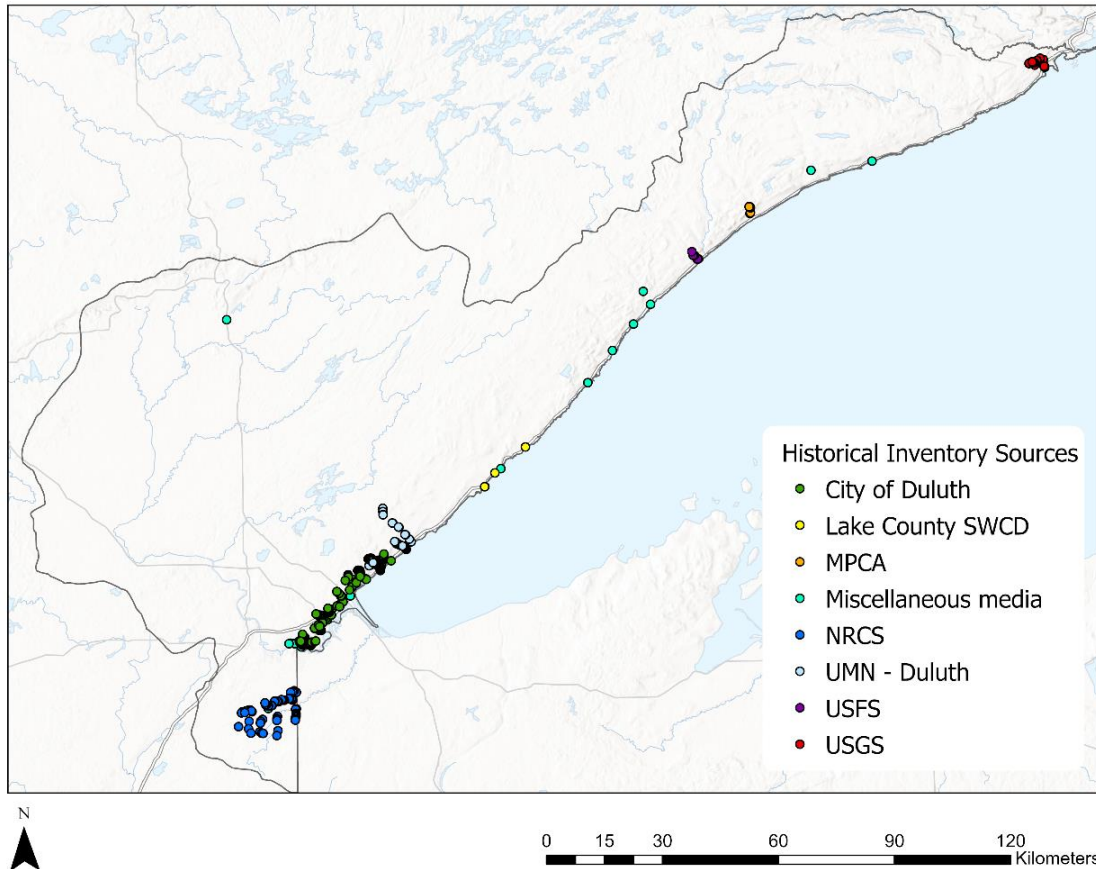 Historical Inventory Sources
City of Duluth
Lake County SWCD
MPCA
Miscellaneous media
NRCS
UMN - Duluth
USFS
USGS
N
0 15 30 60 90 120
Kilometers